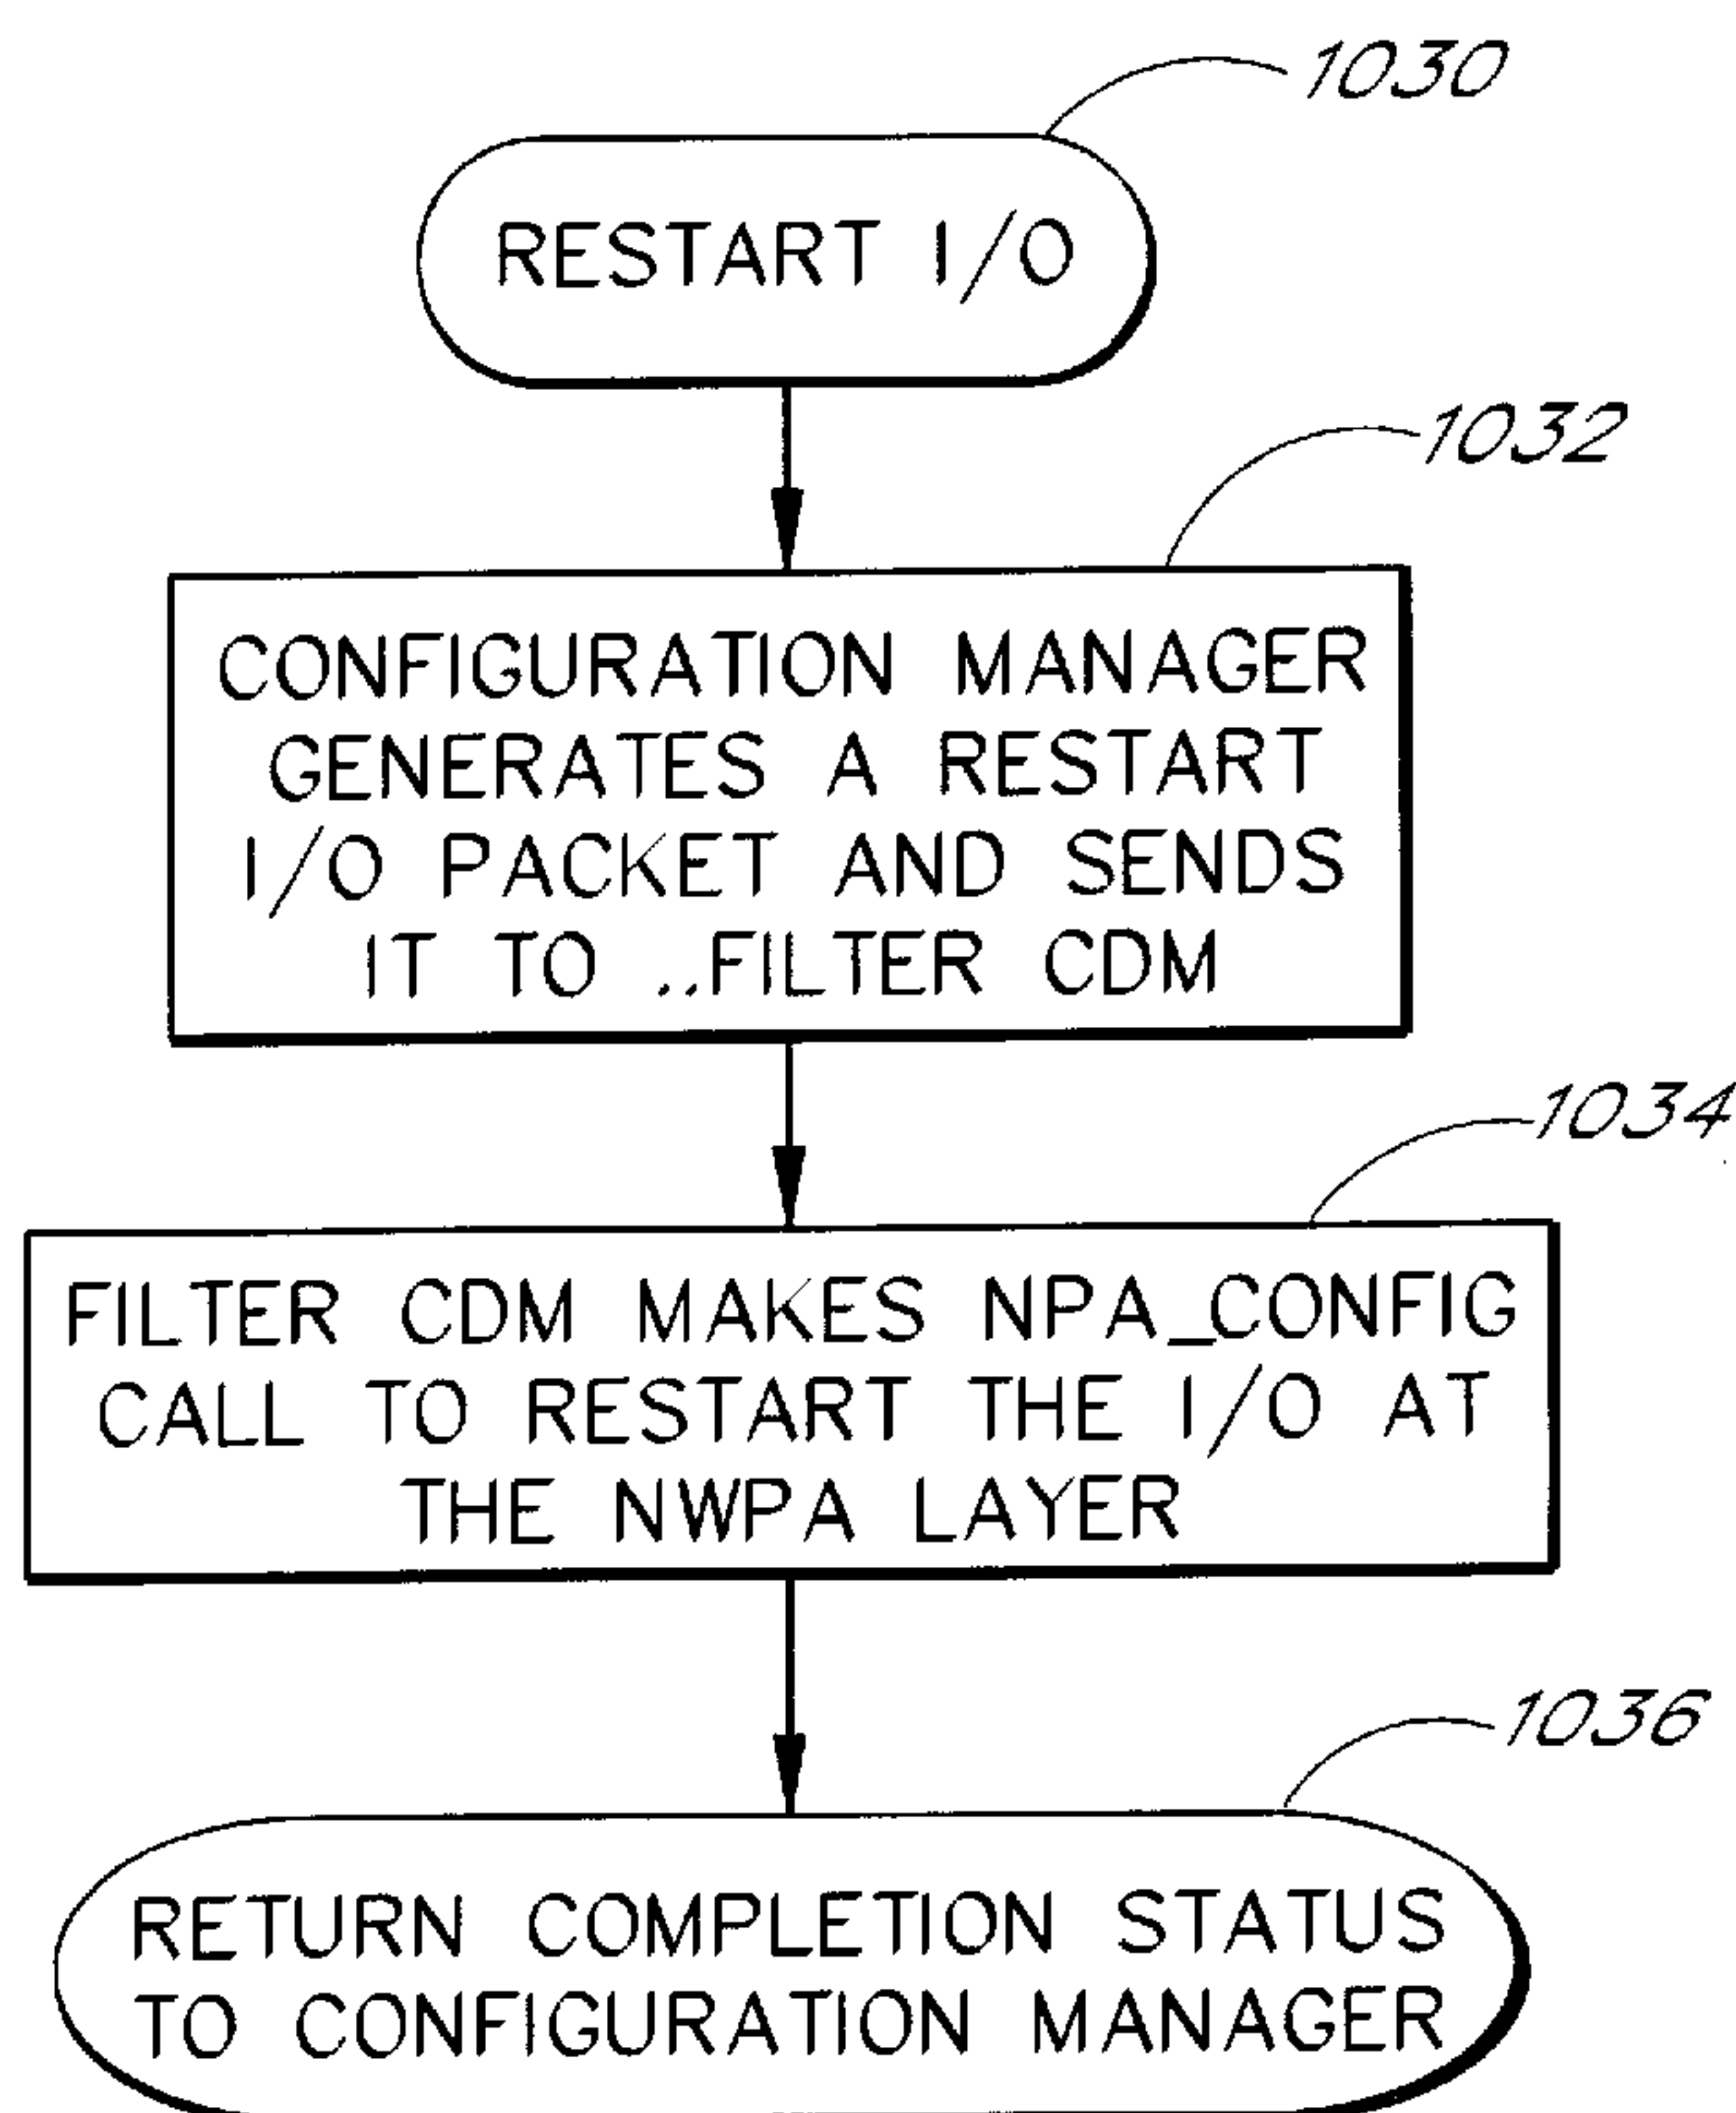 1030
RESTART I/O
1032
CONFIGURATION MANAGER
GENERATES A RESTART
I/O PACKET AND SENDS
IT TO ..FILTER CDM
1034
FILTER CDM MAKES NPA_CONFIG
CALL TO RESTART THE I/O AT
THE NWPA LAYER
1036
RETURN COMPLETION STATUS
TO CONFIGURATION MANAGER